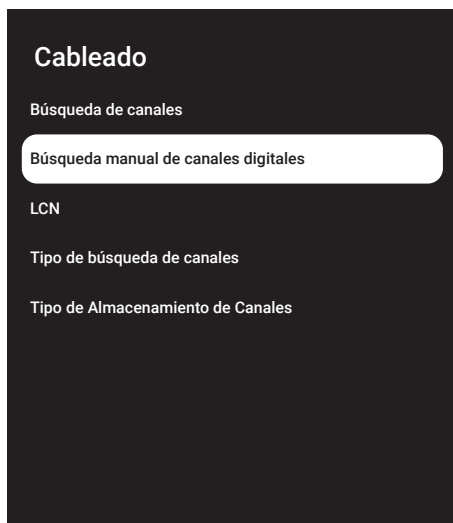 Cableado
Búsqueda de canales
Búsqueda manual de canales digitales
LCN
Tipo de búsqueda de canales
Tipo de Almacenamiento de Canales